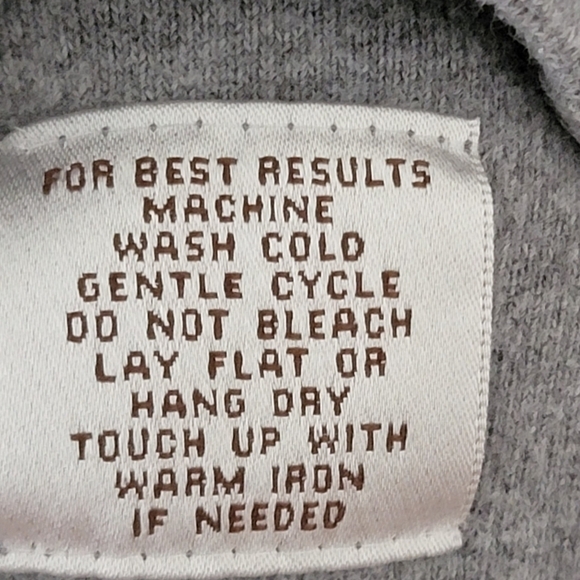 FOR BEST RESULTS
MACHINE
WASH COLD
GENTLE CYCLE
DO NOT BLEACH
LAY FLAT OR
HANG DRY
TOUCH UP WITH
WARM IRON
IF NEEDED